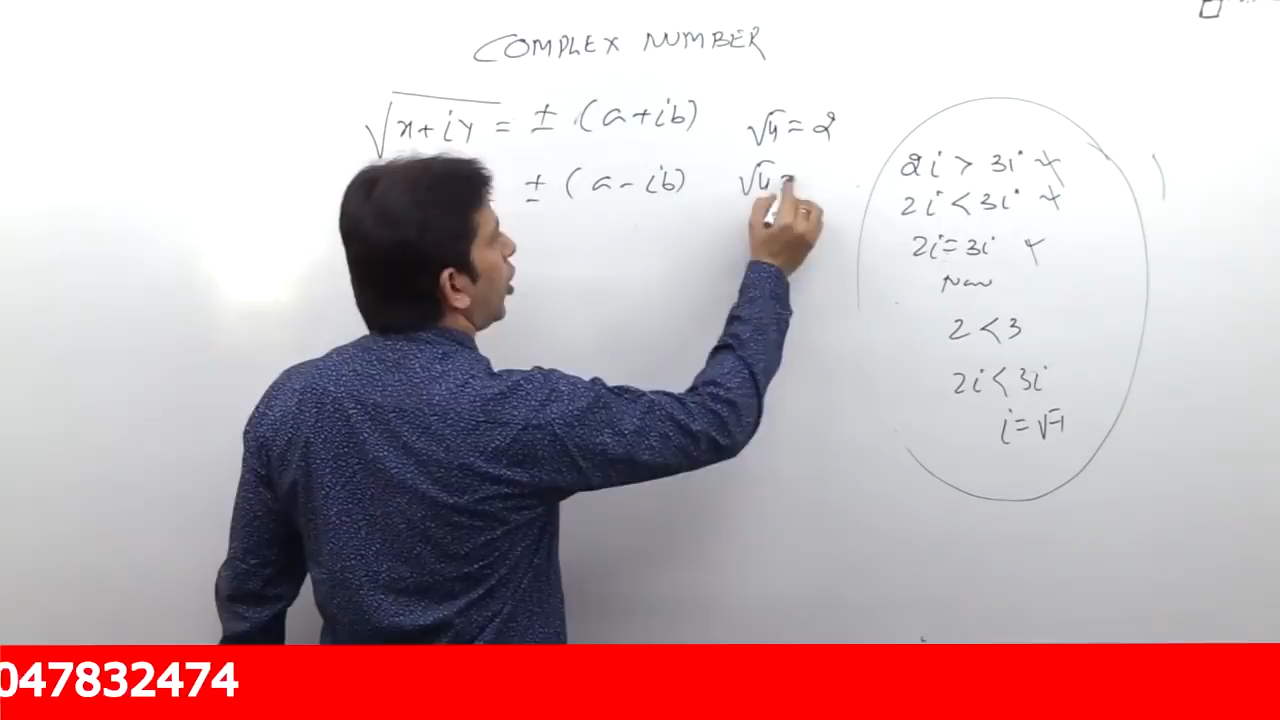 COMPLEX NUMBER
√x+iy = ± (a+ib)
± (a-ib)
√4 = 2
√4 =
2i > 3i ×
2i < 3i ×
2i = 3i ×
2 < 3
2i < 3i
i = √-1
047832474